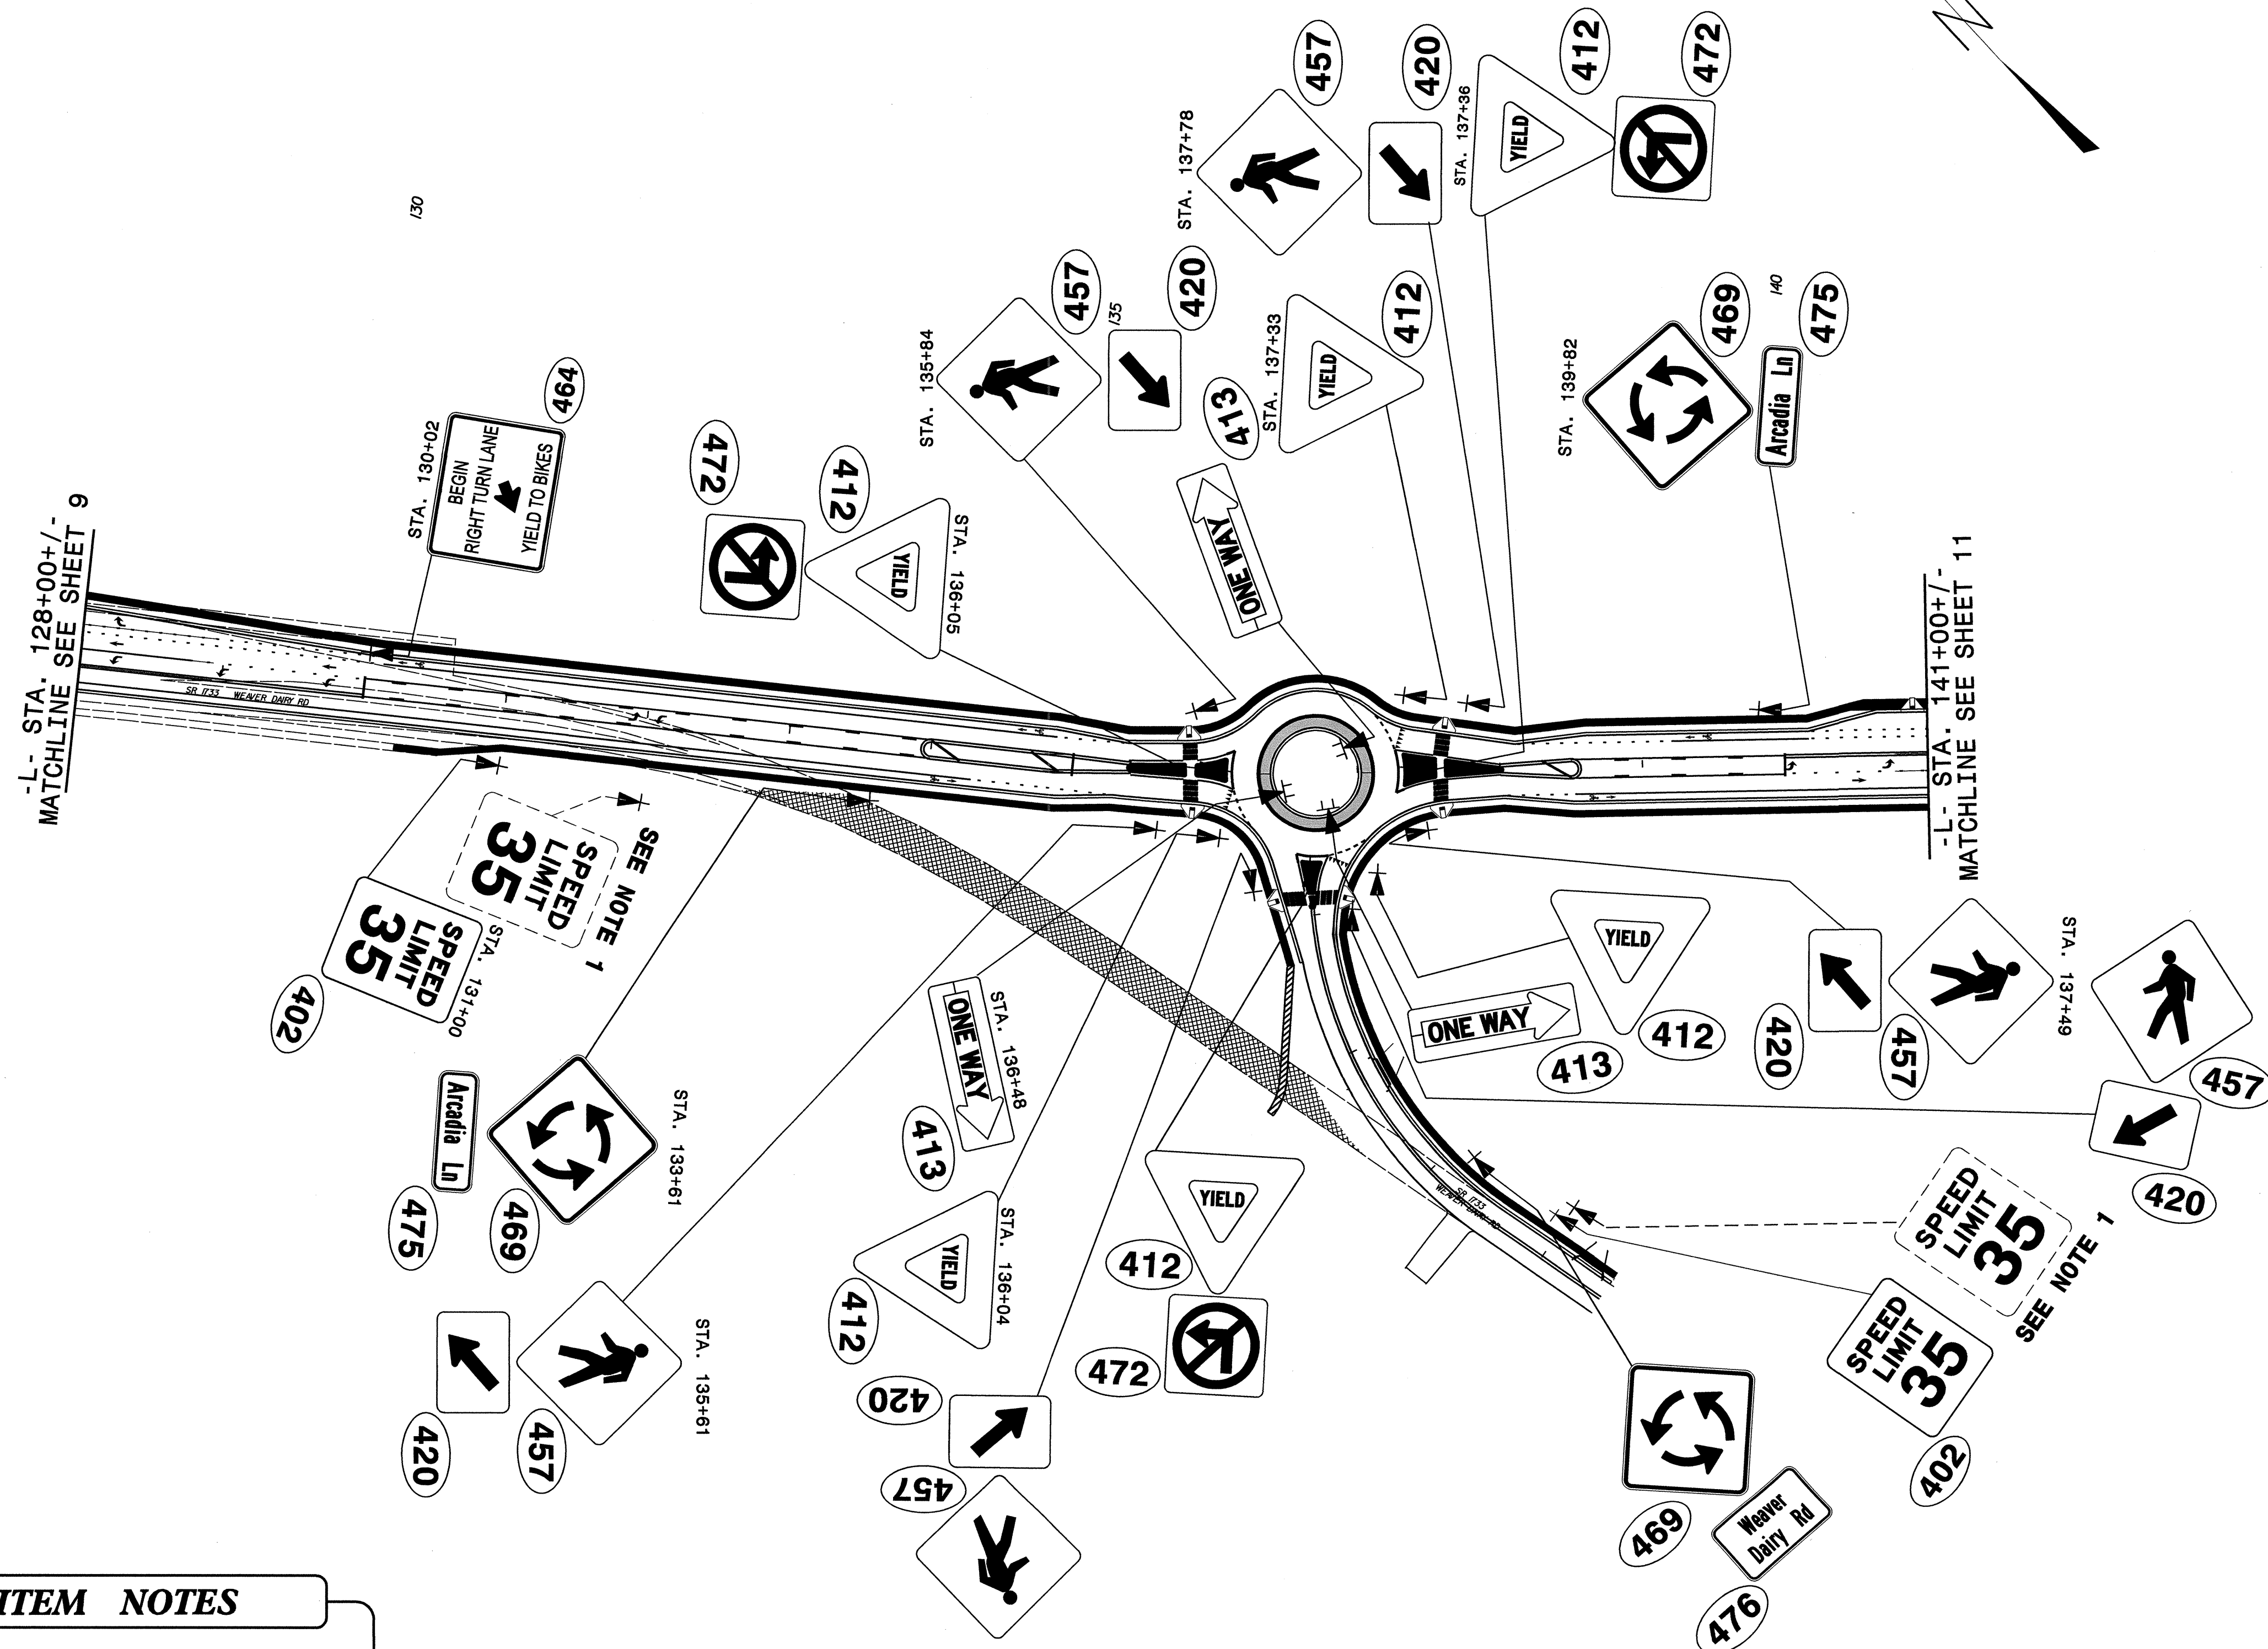 457
420
412
472
STA. 137+78
STA. 137+36
YIELD
130
457
135
420
STA. 135+84
STA. 137+33
YIELD
412
413
ONE WAY
469
140
475
STA. 139+82
Arcadia Ln
464
STA. 130+02
BEGIN
RIGHT TURN LANE
YIELD TO BIKES
472
412
YIELD
STA. 136+05
-L- STA. 128+00+/-
MATCHLINE SEE SHEET 9
SR 1733 WEAVER DAIRY RD
-L- STA. 141+00+/-
MATCHLINE SEE SHEET 11
SPEED
LIMIT
35
SEE NOTE 1
SPEED
LIMIT
35
STA. 131+00
402
ONE WAY
STA. 136+48
413
YIELD
412
ONE WAY
413
420
457
STA. 137+49
457
420
Arcadia Ln
475
469
STA. 133+61
YIELD
STA. 136+04
412
YIELD
412
472
SR 1733
WEAVER DAIRY RD
SPEED
LIMIT
35
SEE NOTE 1
SPEED
LIMIT
35
402
420
457
STA. 135+61
420
457
469
Weaver
Dairy Rd
476
ITEM NOTES